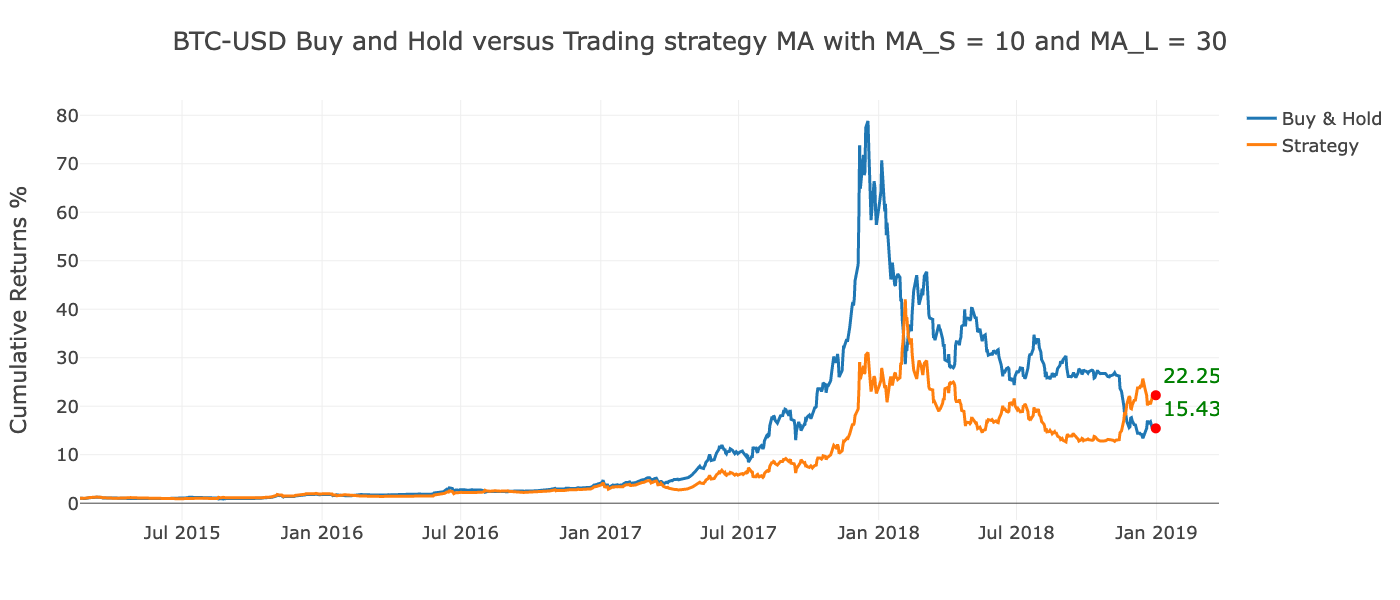 BTC-USD Buy and Hold versus Trading strategy MA with MA_S = 10 and MA_L = 30
Buy & Hold
Strategy
Cumulative Returns %
80
70
60
50
40
30
20
10
0
22.25
15.43
Jul 2015
Jan 2016
Jul 2016
Jan 2017
Jul 2017
Jan 2018
Jul 2018
Jan 2019